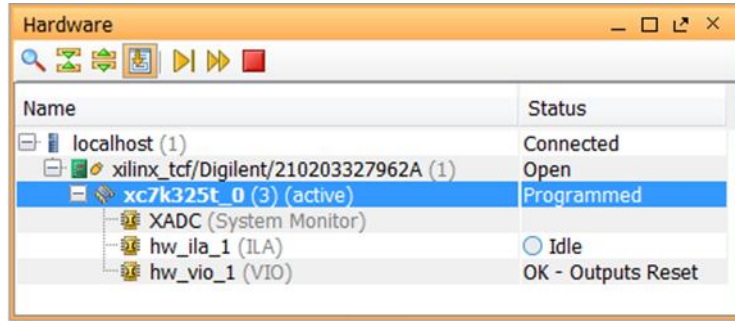 Hardware
Name Status
localhost (1) Connected
xilinx_tcf/Digilent/210203327962A (1) Open
xc7k325t_0 (3) (active) Programmed
XADC (System Monitor)
hw_ila_1 (ILA) Idle
hw_vio_1 (VIO) OK - Outputs Reset